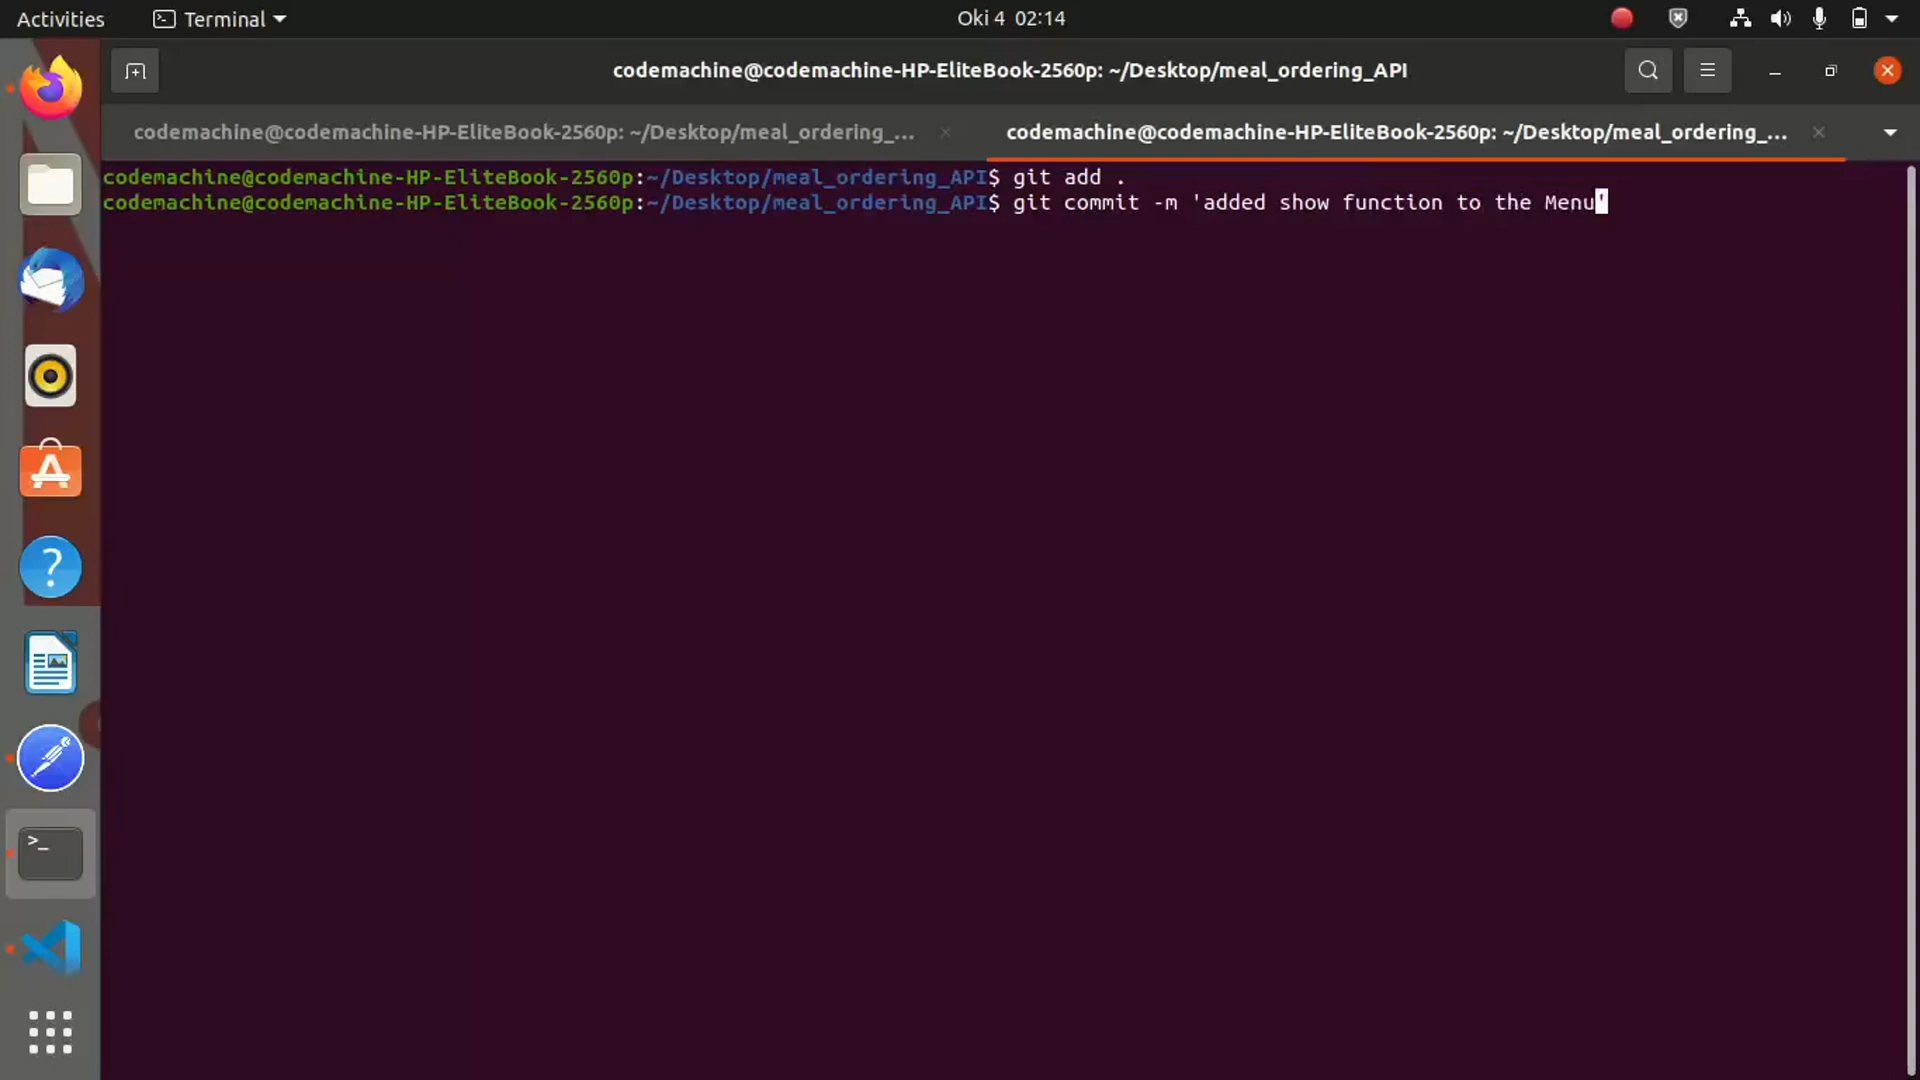 Activities Terminal Oki 4 02:14
codemachine@codemachine-HP-EliteBook-2560p: ~/Desktop/meal_ordering_API
codemachine@codemachine-HP-EliteBook-2560p: ~/Desktop/meal_ordering_... codemachine@codemachine-HP-EliteBook-2560p: ~/Desktop/meal_ordering_...
codemachine@codemachine-HP-EliteBook-2560p:~/Desktop/meal_ordering_API$ git add .
codemachine@codemachine-HP-EliteBook-2560p:~/Desktop/meal_ordering_API$ git commit -m 'added show function to the Menu'